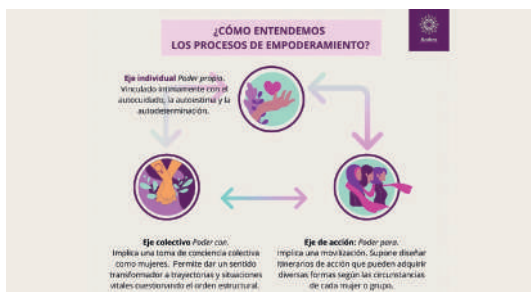 ¿CÓMO ENTENDEMOS
LOS PROCESOS DE EMPODERAMIENTO?
Eje individual Poder propio.
Vinculado íntimamente con el
autocuidado, la autoestima y la
autodeterminación.
Eje colectivo Poder con.
Implica una toma de conciencia colectiva
como mujeres. Permite dar un sentido
transformador a trayectorias y situaciones
vitales cuestionando el orden estructural.
Eje de acción: Poder para.
Implica una movilización. Supone diseñar
itinerarios de acción que pueden adquirir
diversas formas según las circunstancias
de cada mujer o grupo.